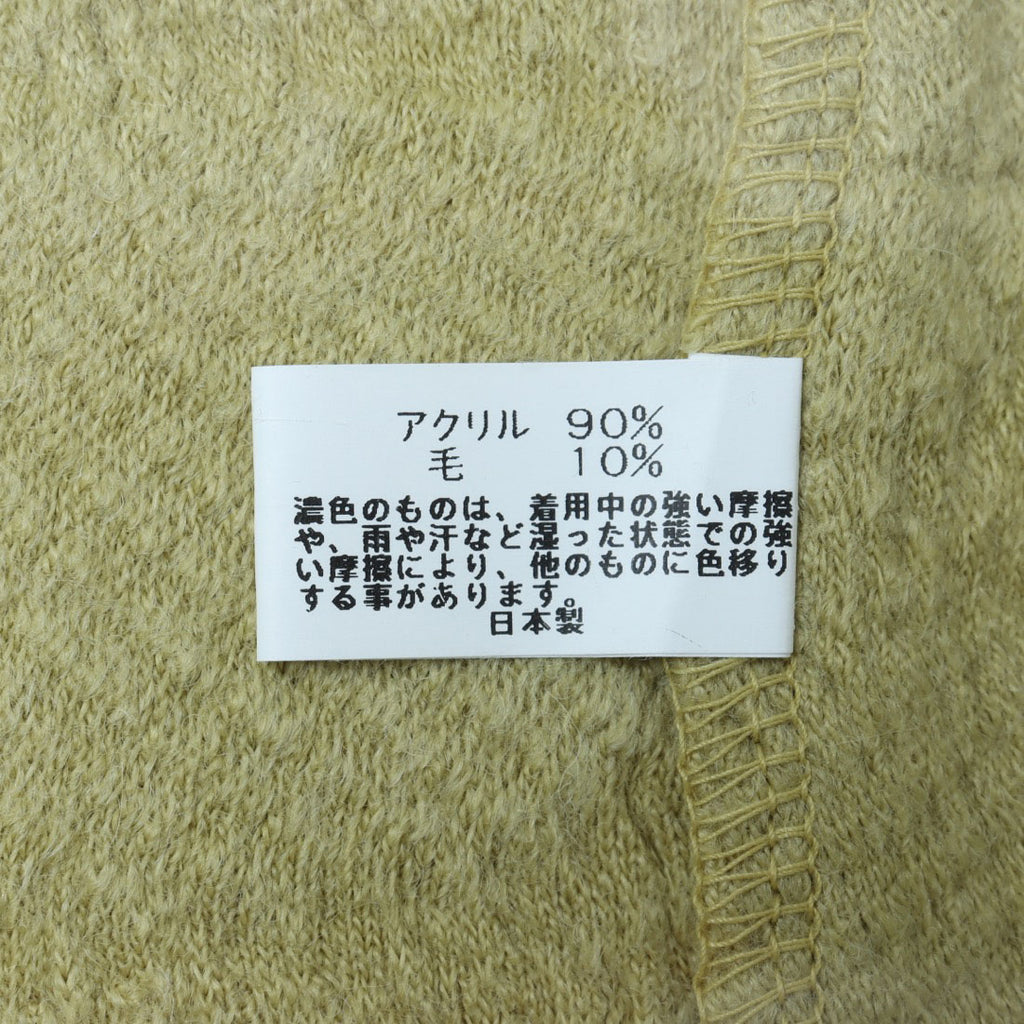 アクリル 90%
毛 10%
濃色のものは、着用中の強い摩擦
や、雨や汗など湿った状態での強
い摩擦により、他のものに色移り
する事があります。
日本製